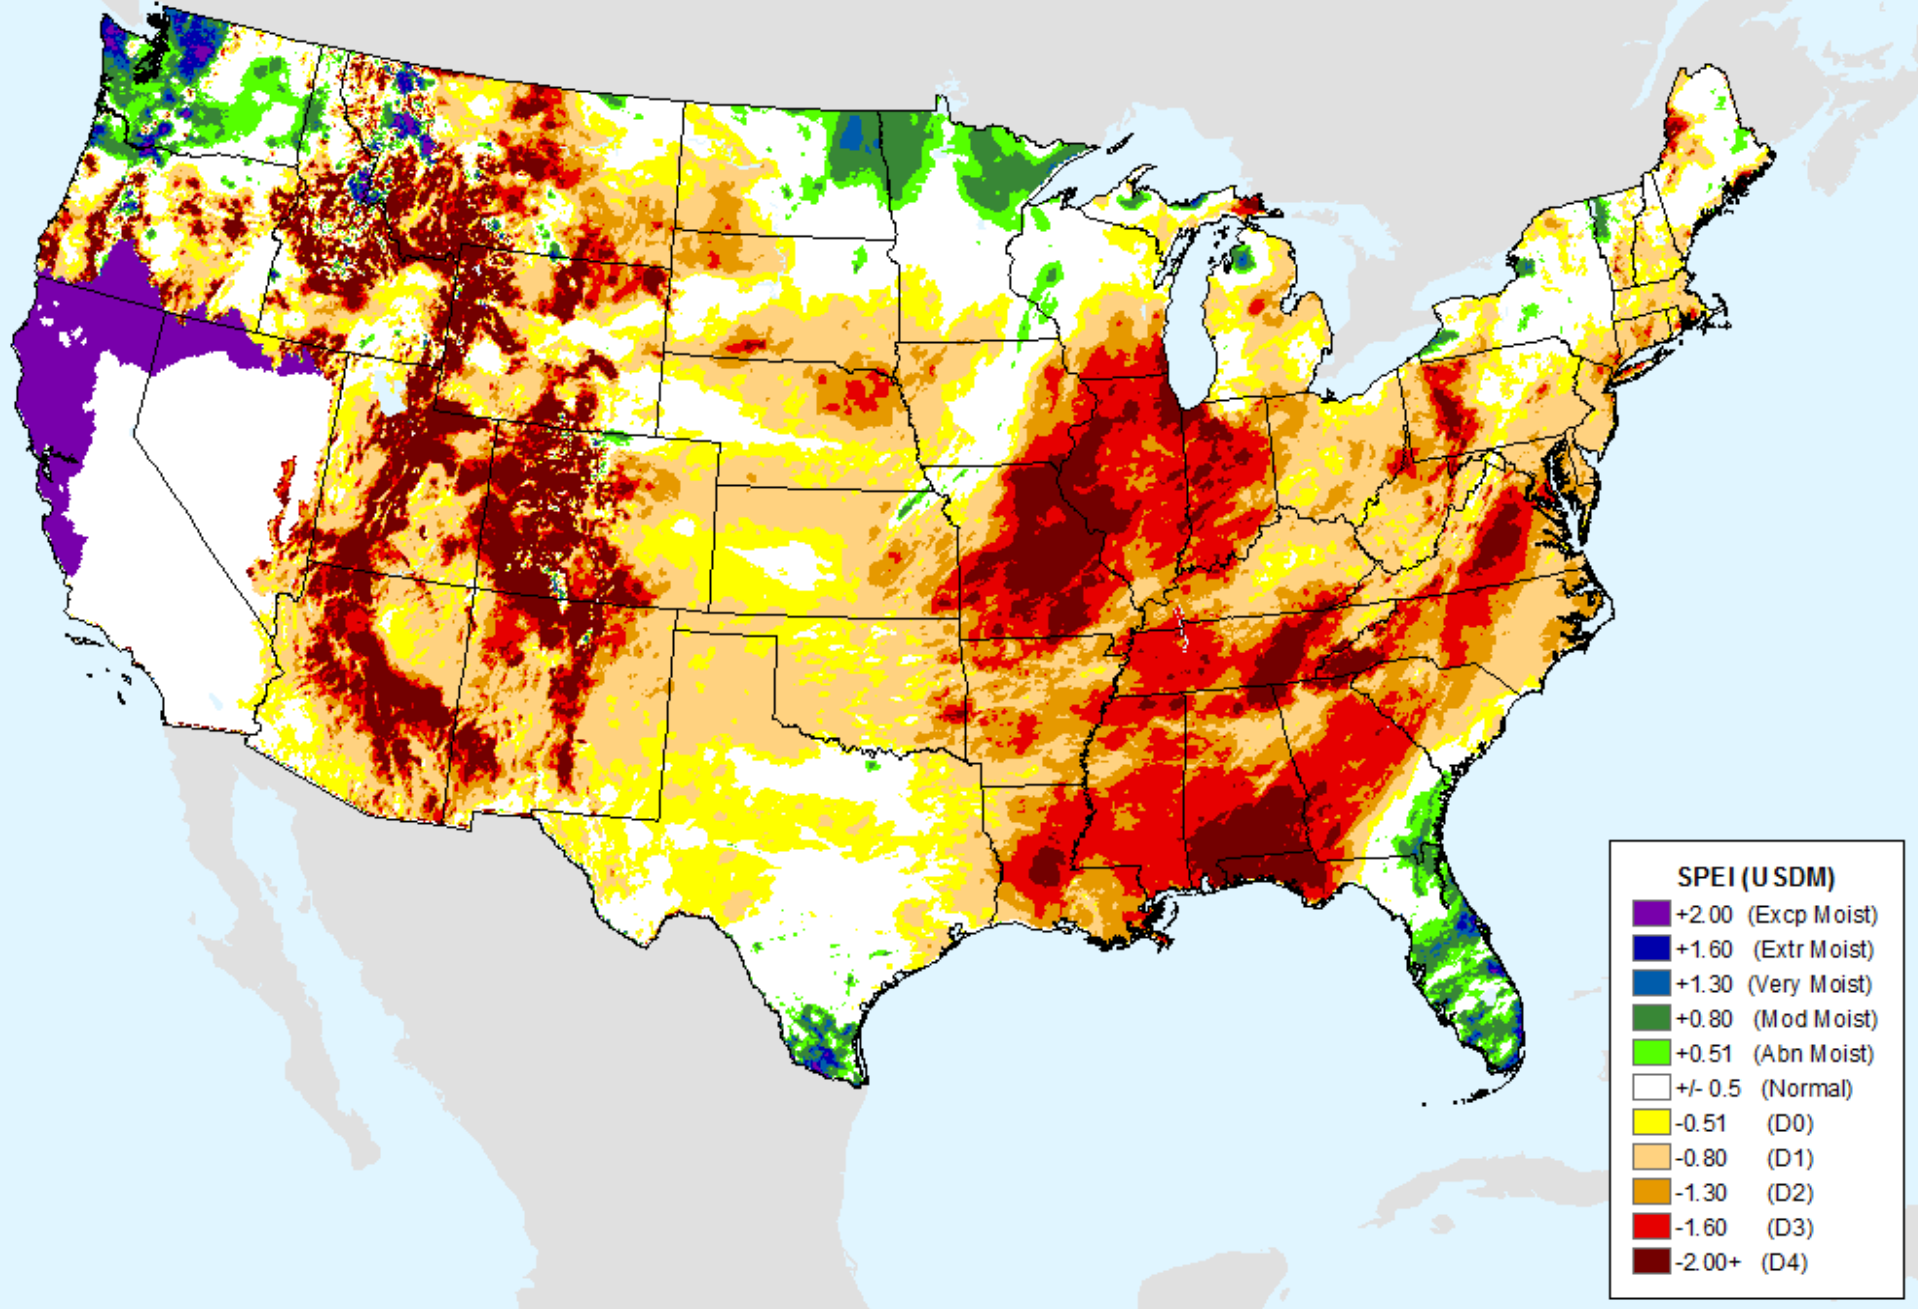 SPEI (USDM)
+2.00 (Excp Moist)
+1.60 (Extr Moist)
+1.30 (Very Moist)
+0.80 (Mod Moist)
+0.51 (Abn Moist)
+/- 0.5 (Normal)
-0.51 (D0)
-0.80 (D1)
-1.30 (D2)
-1.60 (D3)
-2.00+ (D4)